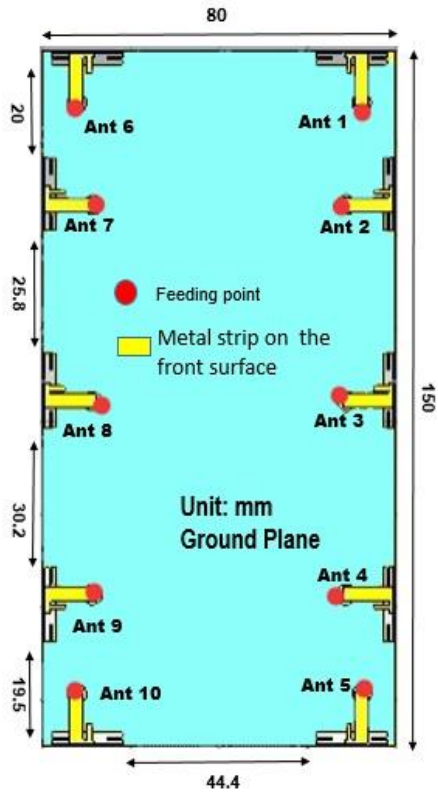 80
20
Ant 6
Ant 1
Ant 7
Ant 2
25.8
Feeding point
Metal strip on the
front surface
150
Ant 8
Ant 3
30.2
Unit: mm
Ground Plane
Ant 4
Ant 9
19.5
Ant 10
Ant 5
44.4